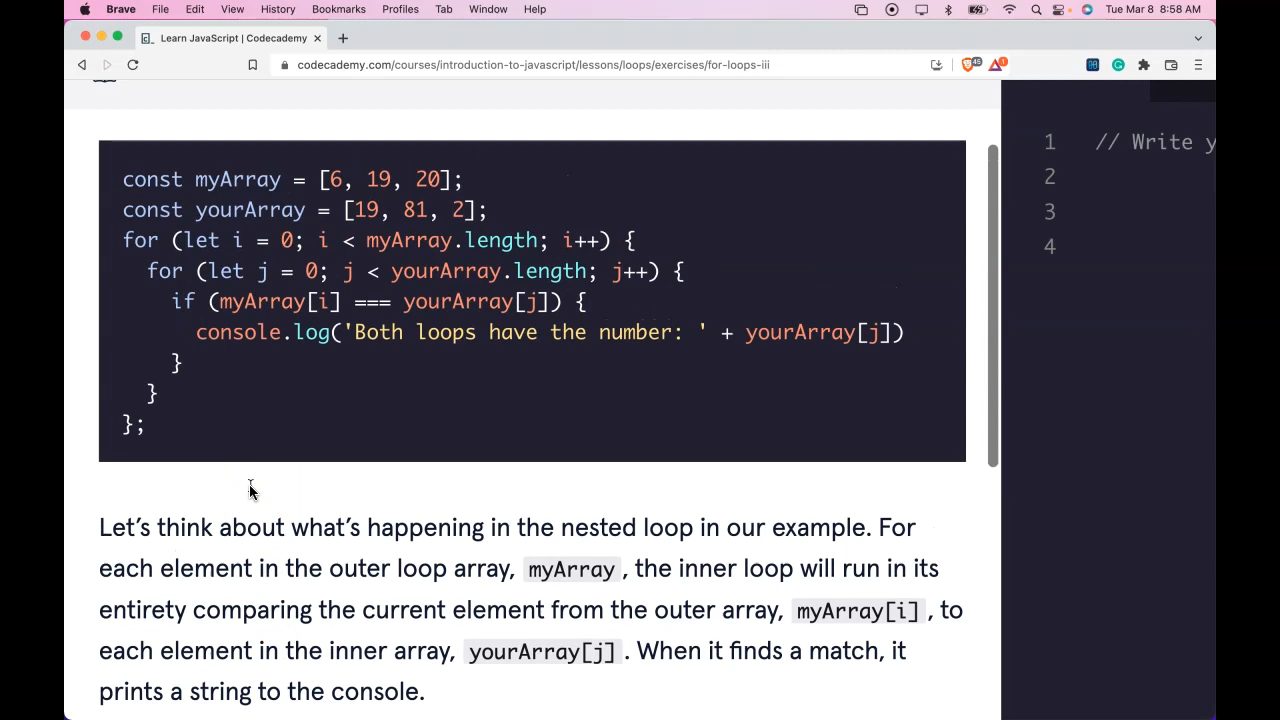 Brave File Edit View History Bookmarks Profiles Tab Window Help Tue Mar 8 8:58 AM
Learn JavaScript | Codecademy
codecademy.com/courses/introduction-to-javascript/lessons/loops/exercises/for-loops-iii
const myArray = [6, 19, 20];
const yourArray = [19, 81, 2];
for (let i = 0; i < myArray.length; i++) {
for (let j = 0; j < yourArray.length; j++) {
if (myArray[i] === yourArray[j]) {
console.log('Both loops have the number: ' + yourArray[j])
}
}
};
Let's think about what's happening in the nested loop in our example. For
each element in the outer loop array, myArray, the inner loop will run in its
entirety comparing the current element from the outer array, myArray[i], to
each element in the inner array, yourArray[j]. When it finds a match, it
prints a string to the console.
1 // Write y
2
3
4